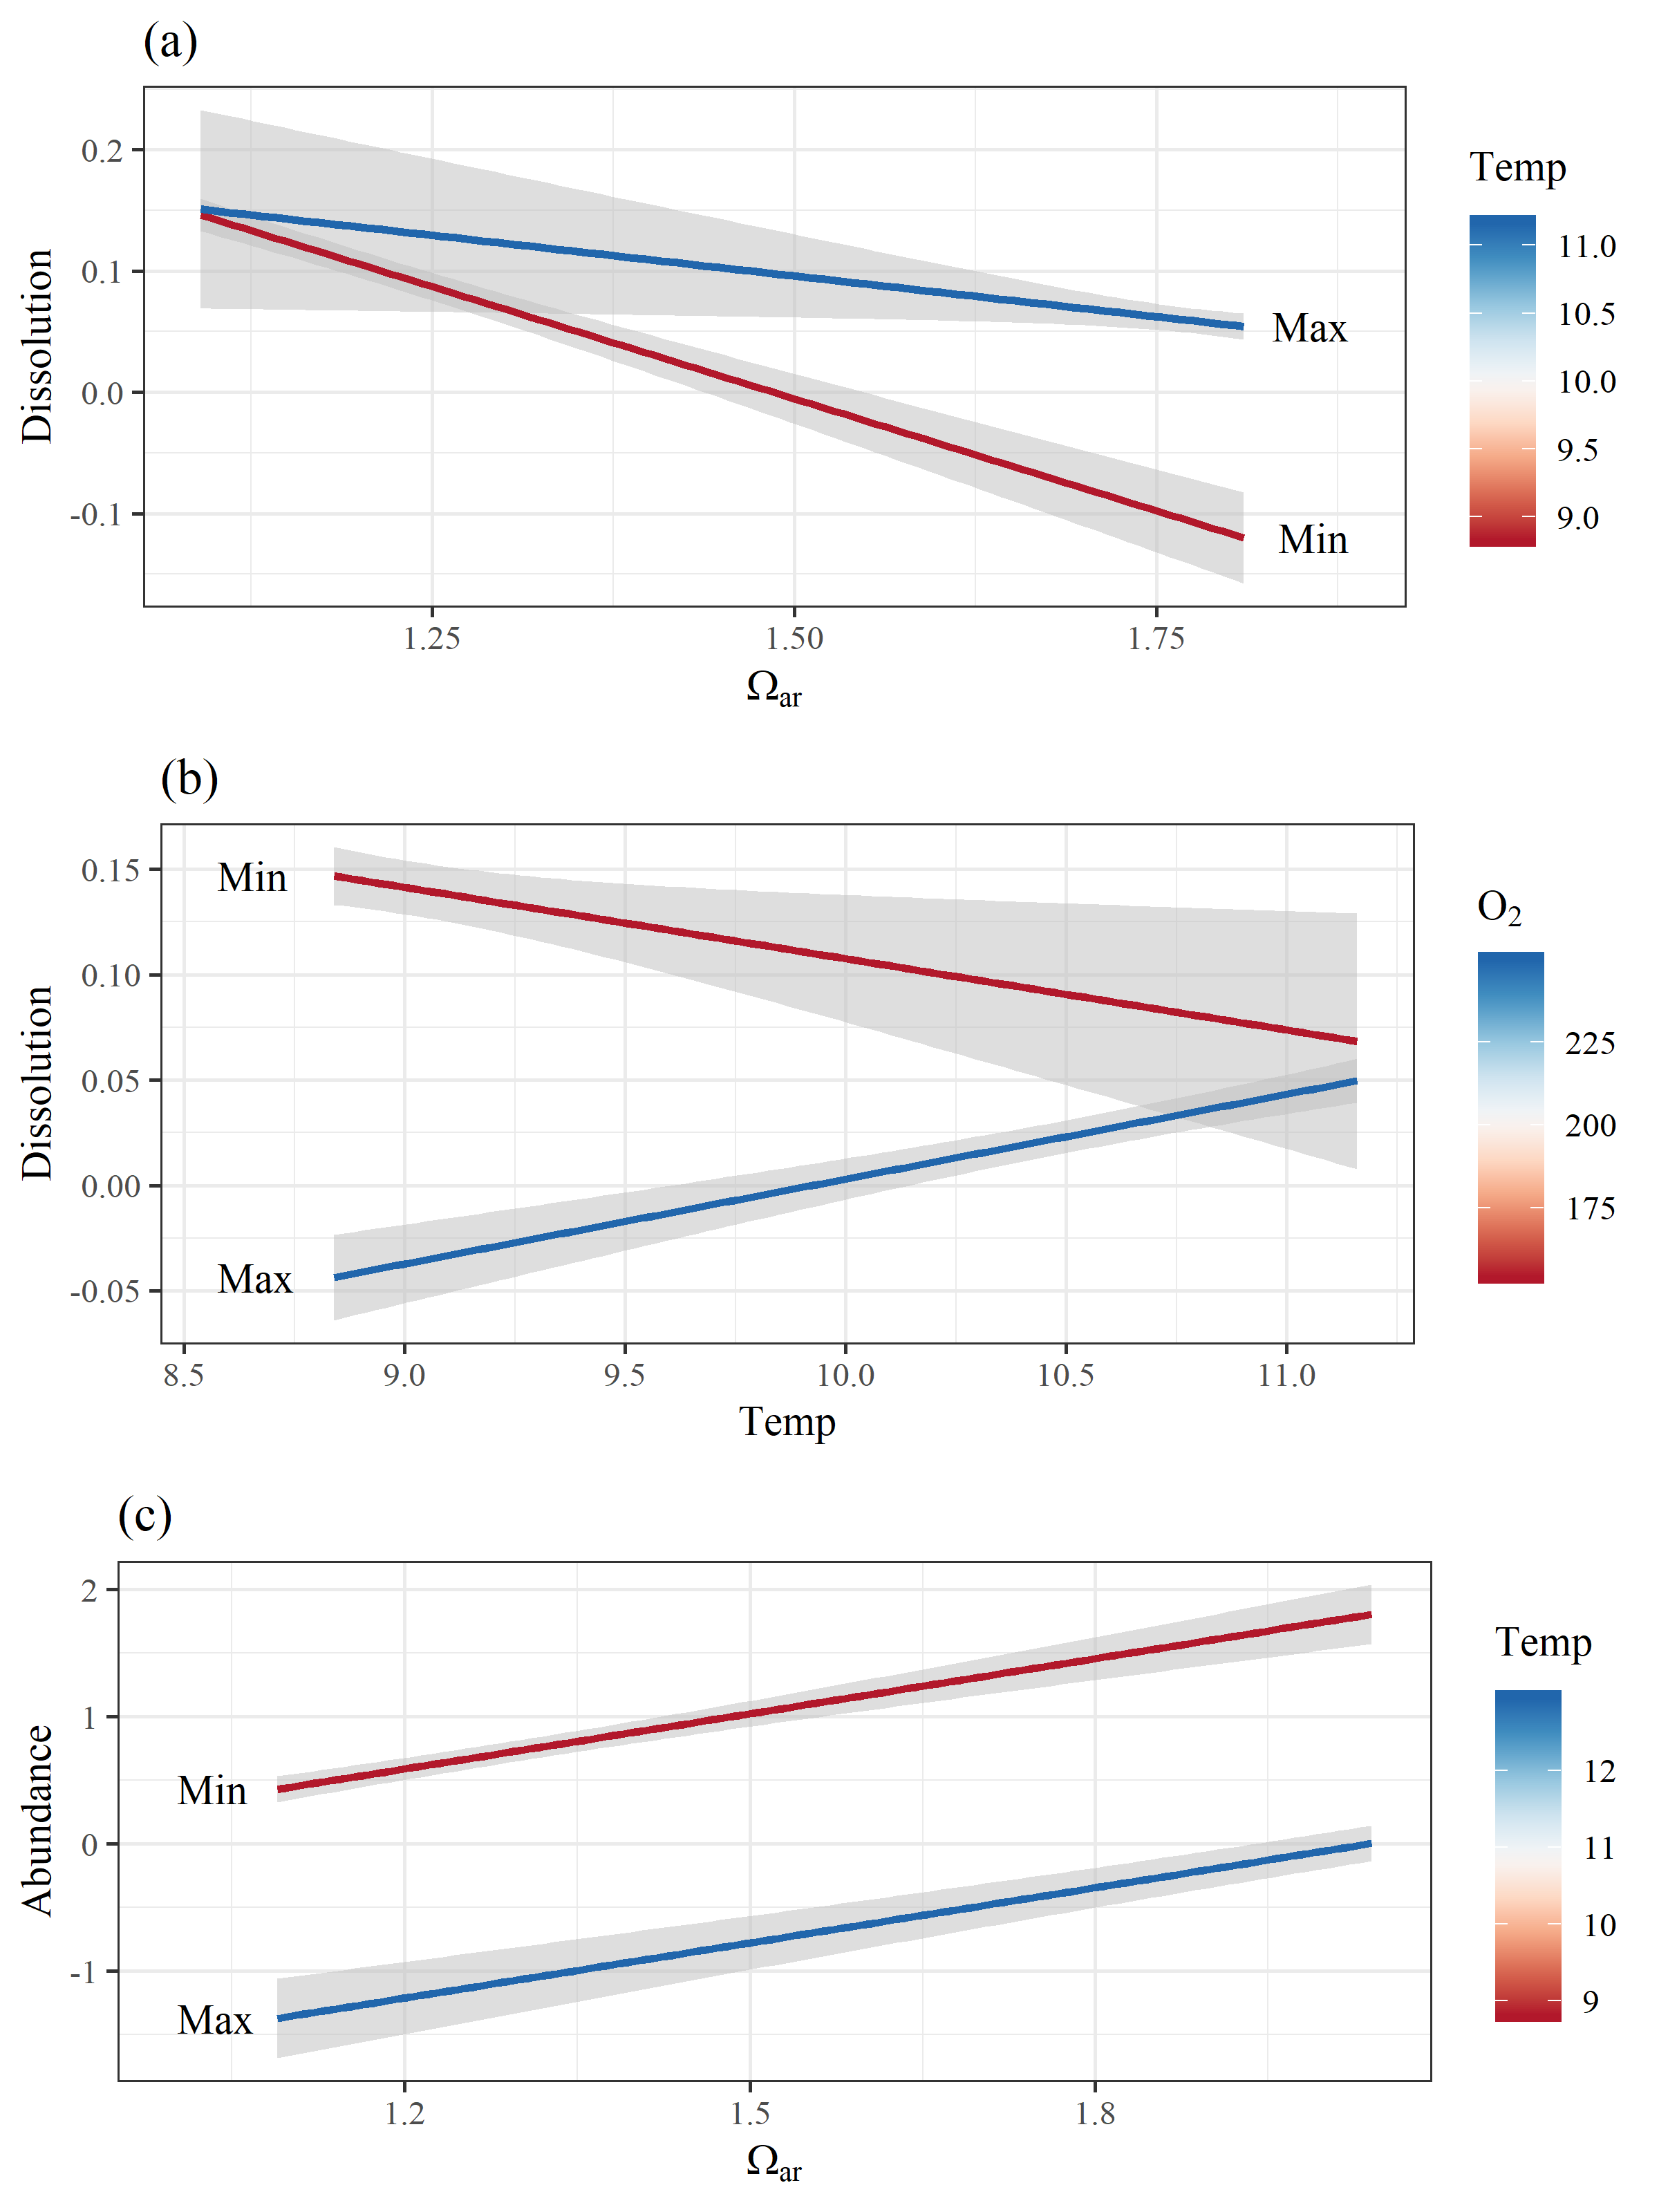 (a)
Dissolution
0.2
0.1
0.0
-0.1
1.25 1.50 1.75
Ωar
Max
Min
Temp
11.0
10.5
10.0
9.5
9.0
(b)
Dissolution
0.15
0.10
0.05
0.00
-0.05
8.5 9.0 9.5 10.0 10.5 11.0
Temp
Min
Max
O2
225
200
175
(c)
Abundance
2
1
0
-1
1.2 1.5 1.8
Ωar
Min
Max
Temp
12
11
10
9